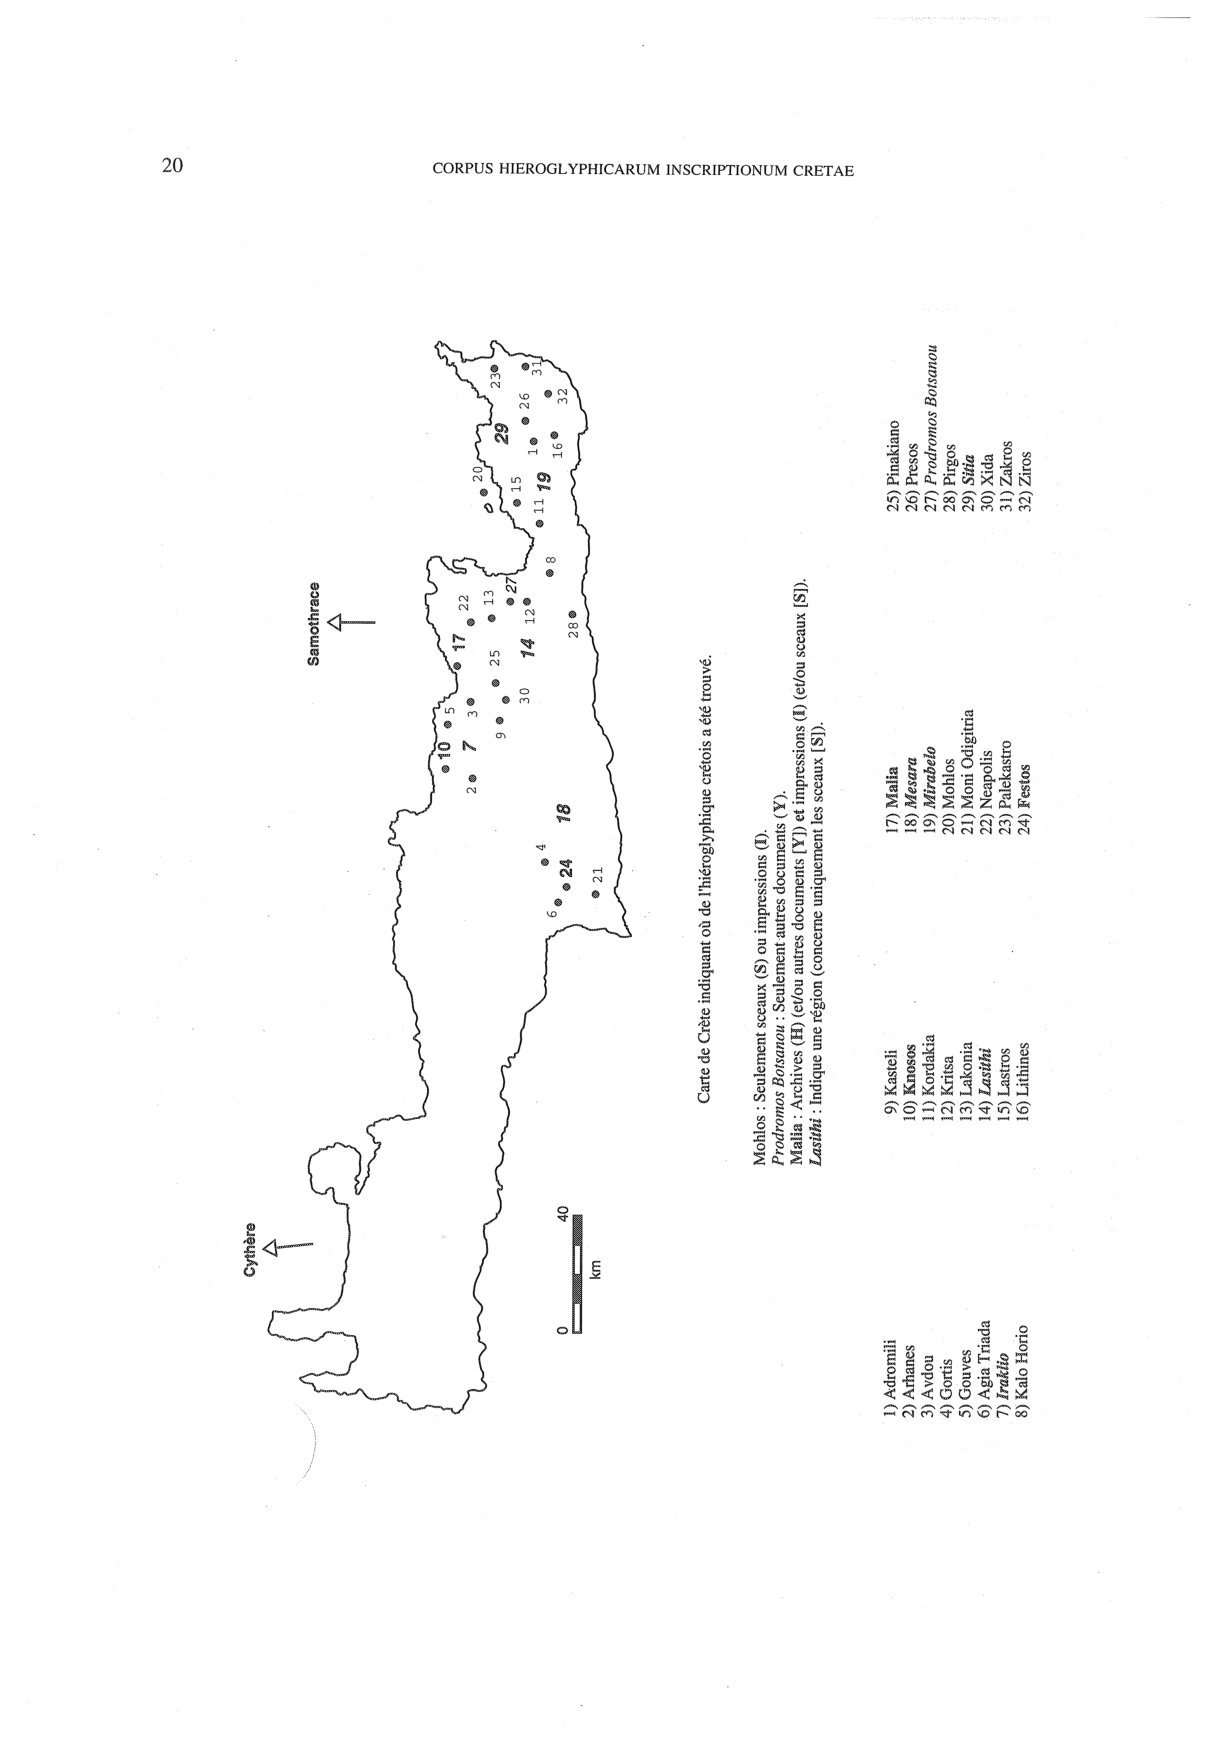 20
CORPUS HIEROGLYPHICARUM INSCRIPTIONUM CRETAE
Cythère
Samothrace
10
5
17
22
20
29
23
2
7
3
9
25
30
13
27
14
12
15
11
19
1
26
31
16
32
8
28
18
4
6
24
21
0
40
km
Carte de Crète indiquant où de l'hiéroglyphique crétois a été trouvé.
Mohlos : Seulement sceaux (S) ou impressions (I).
Prodromos Botsanou : Seulement autres documents (Y).
Malia : Archives (H) (et/ou autres documents [Y]) et impressions (I) (et/ou sceaux [S]).
Lasithi : Indique une région (concerne uniquement les sceaux [S]).
1) Adromili
2) Arhanes
3) Avdou
4) Gortis
5) Gouves
6) Agia Triada
7) Iraklio
8) Kalo Horio
9) Kasteli
10) Knosos
11) Kordakia
12) Kritsa
13) Lakonia
14) Lasithi
15) Lastros
16) Lithines
17) Malia
18) Mesara
19) Mirabelo
20) Mohlos
21) Moni Odigitria
22) Neapolis
23) Palekastro
24) Festos
25) Pinakiano
26) Presos
27) Prodromos Botsanou
28) Pirgos
29) Sitia
30) Xida
31) Zakros
32) Ziros